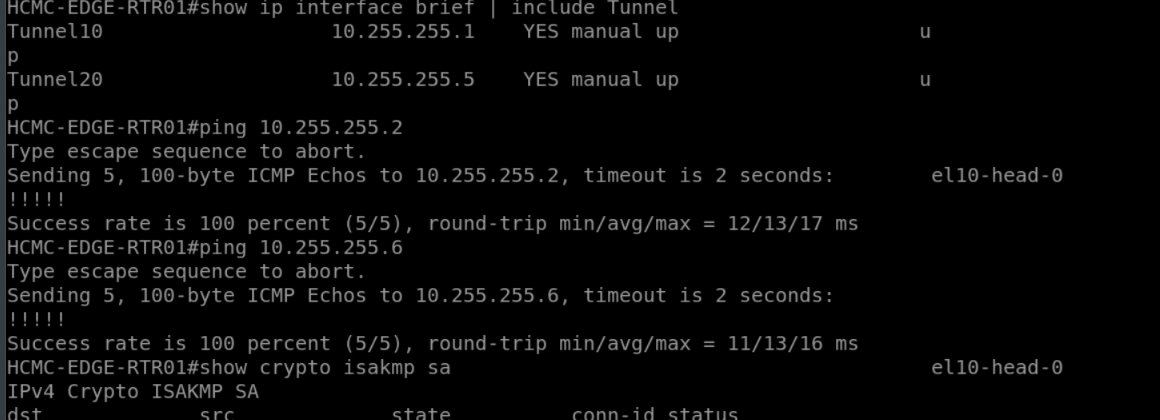 HCMC-EDGE-RTR01#show ip interface brief | include Tunnel
Tunnel10                   10.255.255.1    YES manual up                    u
p
Tunnel20                   10.255.255.5    YES manual up                    u
p
HCMC-EDGE-RTR01#ping 10.255.255.2
Type escape sequence to abort.
Sending 5, 100-byte ICMP Echos to 10.255.255.2, timeout is 2 seconds:        el10-head-0
!!!!!
Success rate is 100 percent (5/5), round-trip min/avg/max = 12/13/17 ms
HCMC-EDGE-RTR01#ping 10.255.255.6
Type escape sequence to abort.
Sending 5, 100-byte ICMP Echos to 10.255.255.6, timeout is 2 seconds:
!!!!!
Success rate is 100 percent (5/5), round-trip min/avg/max = 11/13/16 ms
HCMC-EDGE-RTR01#show crypto isakmp sa                                        el10-head-0
IPv4 Crypto ISAKMP SA
dst             src             state          conn-id status